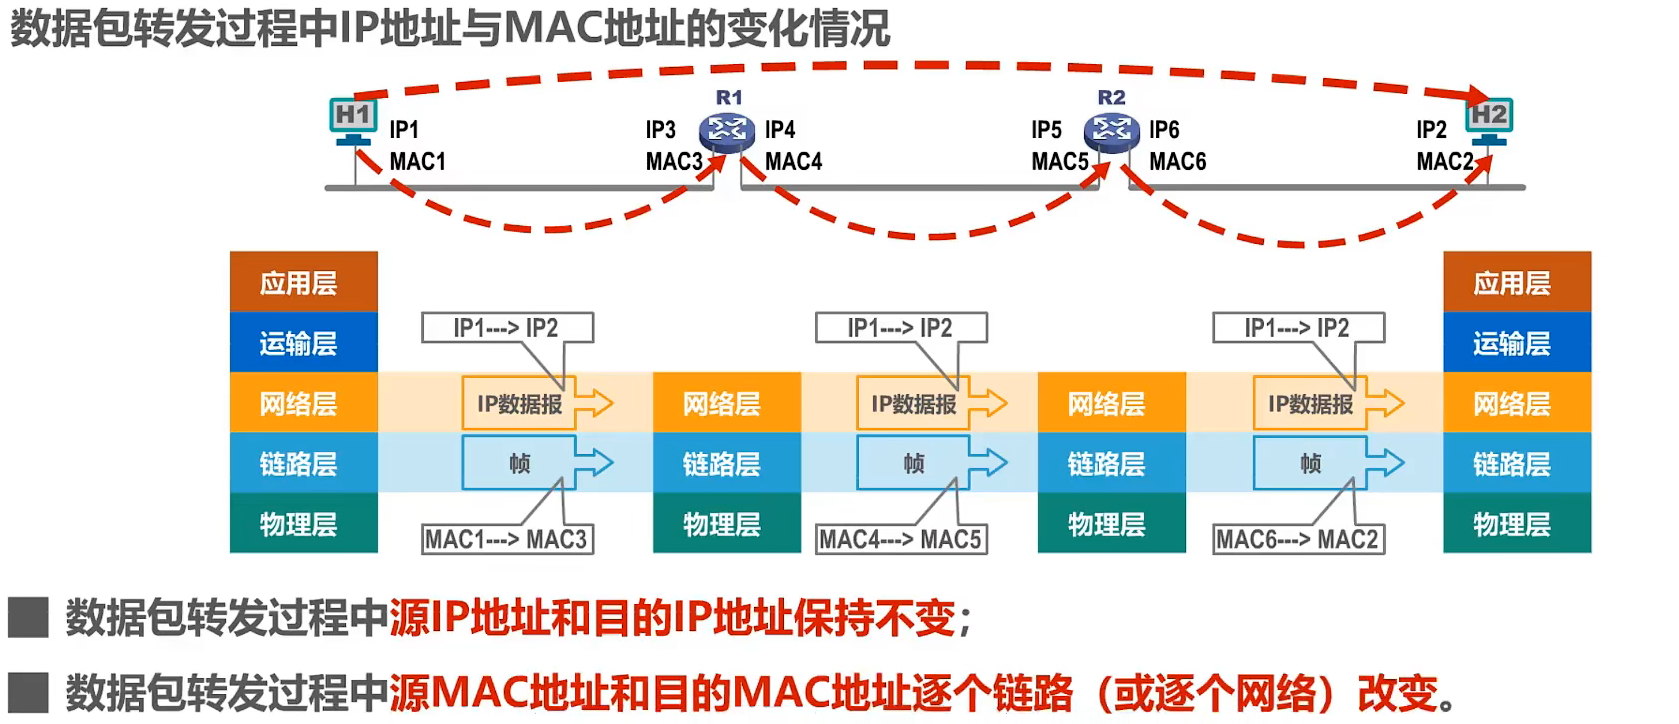 数据包转发过程中IP地址与MAC地址的变化情况
H1
R1
R2
H2
IP1
IP3
IP4
IP5
IP6
IP2
MAC1
MAC3
MAC4
MAC5
MAC6
MAC2
应用层
应用层
运输层
IP1---> IP2
IP1---> IP2
IP1---> IP2
运输层
网络层
IP数据报
网络层
IP数据报
网络层
IP数据报
网络层
链路层
帧
链路层
帧
链路层
帧
链路层
物理层
MAC1---> MAC3
物理层
MAC4---> MAC5
物理层
MAC6---> MAC2
物理层
数据包转发过程中源IP地址和目的IP地址保持不变；
数据包转发过程中源MAC地址和目的MAC地址逐个链路（或逐个网络）改变。